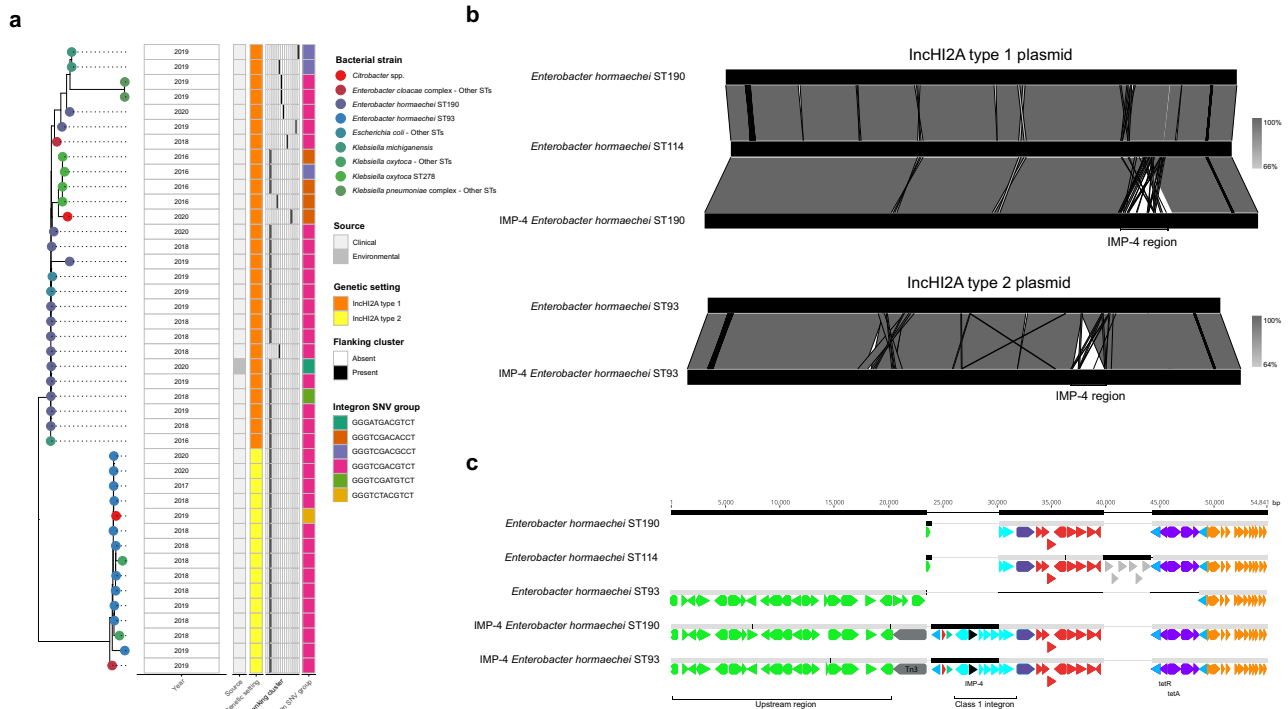 a
2019
2019
2019
2019
2020
2019
2018
2016
2016
2016
2016
2020
2020
2018
2019
2019
2019
2019
2018
2018
2018
2020
2019
2018
2019
2018
2016
2020
2020
2017
2018
2019
2018
2018
2018
2018
2019
2018
2018
2019
2019
Year
Source
Bacterial strain
Citrobacter spp.
Enterobacter cloacae complex - Other STs
Enterobacter hormaechei ST190
Enterobacter hormaechei ST93
Escherichia coli - Other STs
Klebsiella michiganensis
Klebsiella oxytoca - Other STs
Klebsiella oxytoca ST278
Klebsiella pneumoniae complex - Other STs
Source
Clinical
Environmental
Genetic setting
IncHI2A type 1
IncHI2A type 2
Flanking cluster
Absent
Present
Integron SNV group
GGGATGACGTCT
GGGTCGACACCT
GGGTCGACGCCT
GGGTCGACGTCT
GGGTCGATGTCT
GGGTCTACGTCT
b
IncHI2A type 1 plasmid
Enterobacter hormaechei ST190
Enterobacter hormaechei ST114
IMP-4 Enterobacter hormaechei ST190
100%
66%
IMP-4 region
IncHI2A type 2 plasmid
Enterobacter hormaechei ST93
IMP-4 Enterobacter hormaechei ST93
100%
64%
IMP-4 region
c
1 5,000 10,000 15,000 20,000 25,000 30,000 35,000 40,000 45,000 50,000 54,841 bp
Enterobacter hormaechei ST190
Enterobacter hormaechei ST114
Enterobacter hormaechei ST93
IMP-4 Enterobacter hormaechei ST190
IMP-4 Enterobacter hormaechei ST93
Tn3
IMP-4
tetR
tetA
Upstream region
Class 1 integron